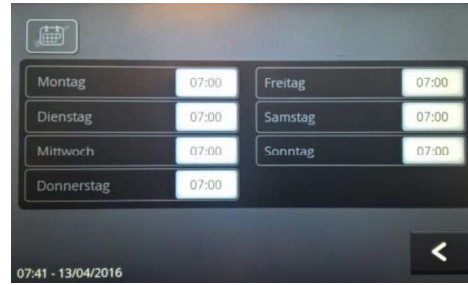 Montag 07:00
Dienstag 07:00
Mittwoch 07:00
Donnerstag 07:00
Freitag 07:00
Samstag 07:00
Sonntag 07:00
07:41 - 13/04/2016